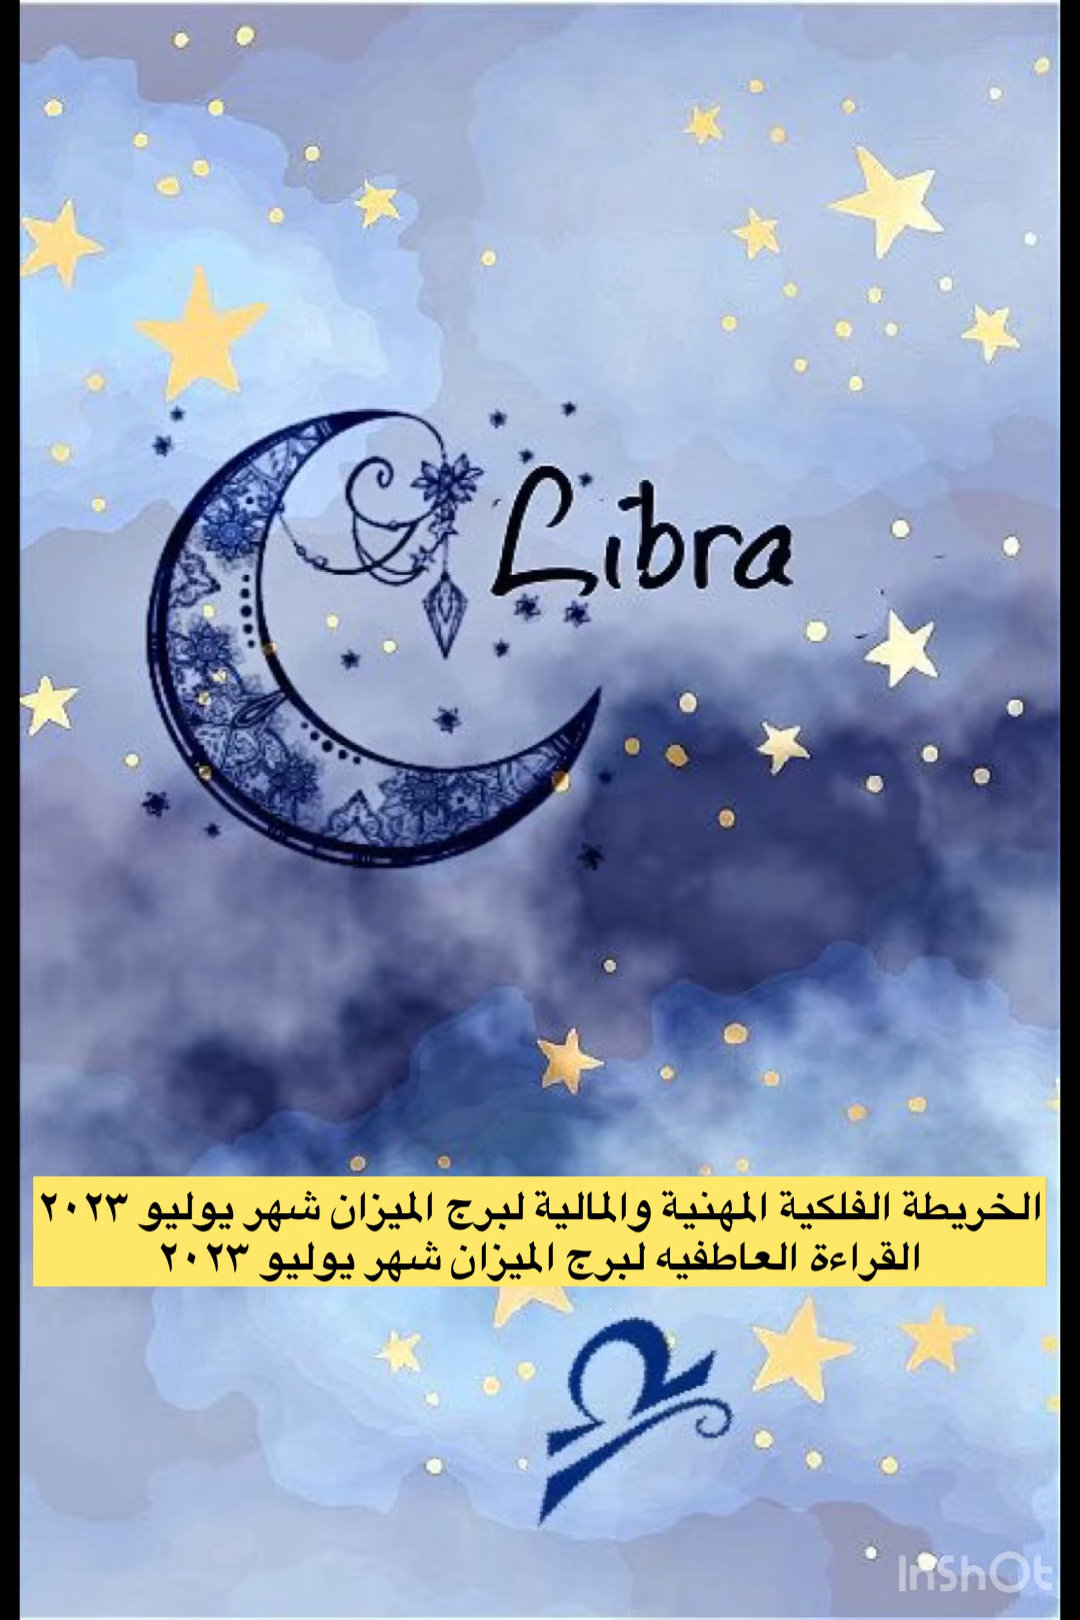 Libra
الخريطة الفلكية المهنية والمالية لبرج الميزان شهر يوليو ٢٠٢٣
القراءة العاطفيه لبرج الميزان شهر يوليو ٢٠٢٣
InShOt